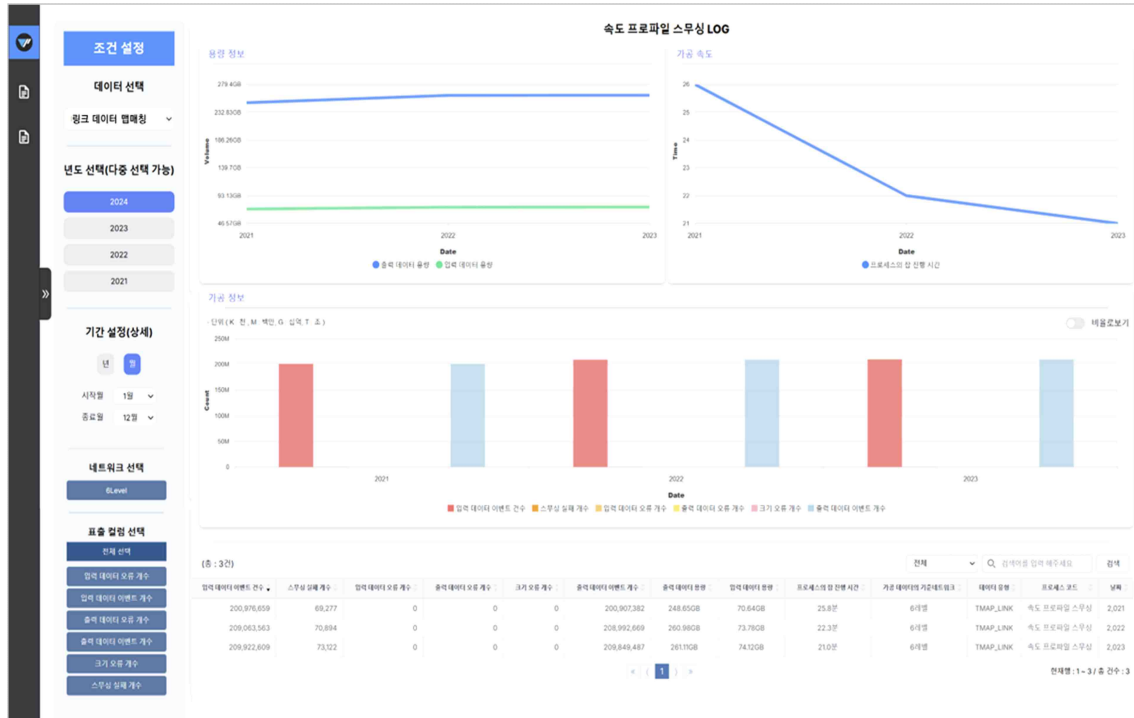 속도 프로파일 스무싱 LOG
조건 설정
데이터 선택
링크 데이터 맵매칭
년도 선택(다중 선택 가능)
2024
2023
2022
2021
기간 설정(상세)
년 월
시작월 1월
종료월 12월
네트워크 선택
6Level
표출 컬럼 선택
전체 선택
입력 데이터 오류 개수
입력 데이터 이벤트 개수
출력 데이터 오류 개수
출력 데이터 이벤트 개수
크기 오류 개수
스무싱 실패 개수
용량 정보
279.4GB
232.83GB
186.26GB
139.7GB
93.13GB
46.57GB
Volume
2021 2022 2023
Date
출력 데이터 용량 입력 데이터 용량
가공 속도
26
25
24
23
22
21
Time
2021 2022 2023
Date
프로세스의 잡 진행 시간
가공 정보
단위(K: 천, M: 백만, G: 십억, T: 조)
비율로보기
250M
200M
150M
100M
50M
0
Count
2021 2022 2023
Date
입력 데이터 이벤트 건수 스무싱 실패 개수 입력 데이터 오류 개수 출력 데이터 오류 개수 크기 오류 개수 출력 데이터 이벤트 개수
(총 : 3건)
전체 검색어를 입력 해주세요 검색
입력 데이터 이벤트 건수 스무싱 실패 개수 입력 데이터 오류 개수 출력 데이터 오류 개수 크기 오류 개수 출력 데이터 이벤트 개수 출력 데이터 용량 입력 데이터 용량 프로세스의 잡 진행 시간 가공 데이터의 기준네트워크 데이터 유형 프로세스 코드 날짜
200,976,659 69,277 0 0 0 200,907,382 248.65GB 70.64GB 25.8분 6레벨 TMAP_LINK 속도 프로파일 스무싱 2,021
209,063,563 70,894 0 0 0 208,992,669 260.98GB 73.78GB 22.3분 6레벨 TMAP_LINK 속도 프로파일 스무싱 2,022
209,922,609 73,122 0 0 0 209,849,487 261.11GB 74.12GB 21.0분 6레벨 TMAP_LINK 속도 프로파일 스무싱 2,023
« ⟨ 1 ⟩ »
현재행 : 1 ~ 3 / 총 건수 : 3